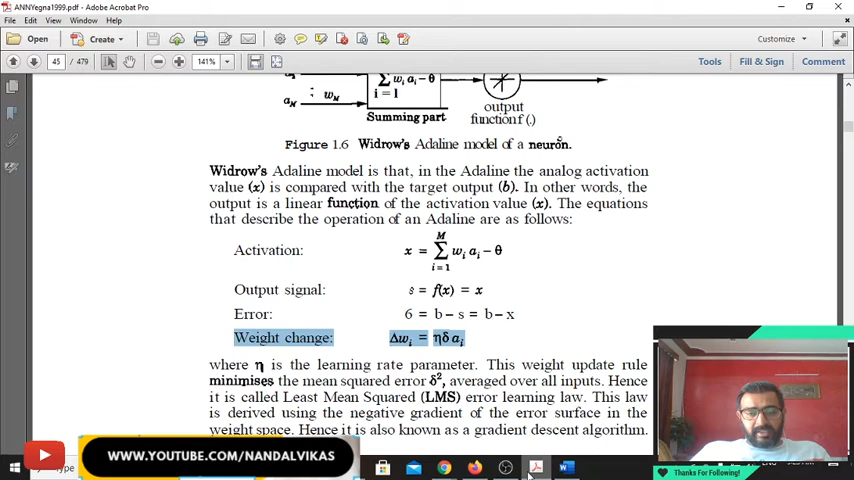 ANNYegna1999.pdf - Adobe Acrobat Pro
File Edit View Window Help
Open Create Customize
45 / 479 141% Tools Fill & Sign Comment
∑ wᵢ aᵢ − θ
i = 1
aM wM
Summing part
output
function f (.)
Figure 1.6 Widrow's Adaline model of a neuron.
Widrow's Adaline model is that, in the Adaline the analog activation
value (x) is compared with the target output (b). In other words, the
output is a linear function of the activation value (x). The equations
that describe the operation of an Adaline are as follows:
Activation: x = M∑i = 1 wᵢ aᵢ − θ
Output signal: s = f(x) = x
Error: 6 = b − s = b − x
Weight change: Δwᵢ = ηδ aᵢ
where η is the learning rate parameter. This weight update rule
minimises the mean squared error δ², averaged over all inputs. Hence
it is called Least Mean Squared (LMS) error learning law. This law
is derived using the negative gradient of the error surface in the
weight space. Hence it is also known as a gradient descent algorithm.
WWW.YOUTUBE.COM/NANDALVIKAS
Thanks For Following!